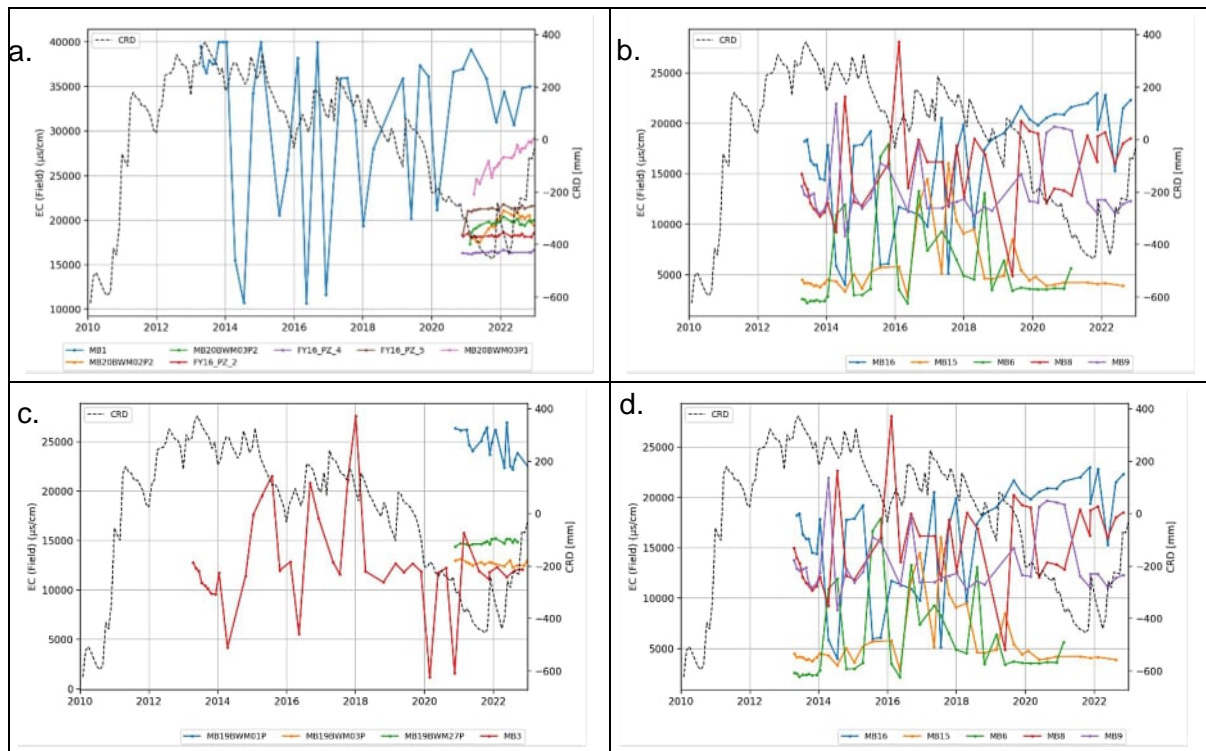 a.
CRD
40000
35000
30000
25000
20000
15000
10000
EC (Field) (µs/cm)
400
200
0
−200
−400
−600
CRD [mm]
2010 2012 2014 2016 2018 2020 2022
MB1 MB20BWM03P2 FY16_PZ_4 FY16_PZ_5 MB20BWM03P1
MB20BWM02P2 FY16_PZ_2
b.
CRD
25000
20000
15000
10000
5000
EC (Field) (µs/cm)
400
200
0
−200
−400
−600
CRD [mm]
2010 2012 2014 2016 2018 2020 2022
MB16 MB15 MB6 MB8 MB9
c.
CRD
25000
20000
15000
10000
5000
0
EC (Field) (µs/cm)
400
200
0
−200
−400
−600
CRD [mm]
2010 2012 2014 2016 2018 2020 2022
MB19BWM01P MB19BWM03P MB19BWM27P MB3
d.
CRD
25000
20000
15000
10000
5000
EC (Field) (µs/cm)
400
200
0
−200
−400
−600
CRD [mm]
2010 2012 2014 2016 2018 2020 2022
MB16 MB15 MB6 MB8 MB9